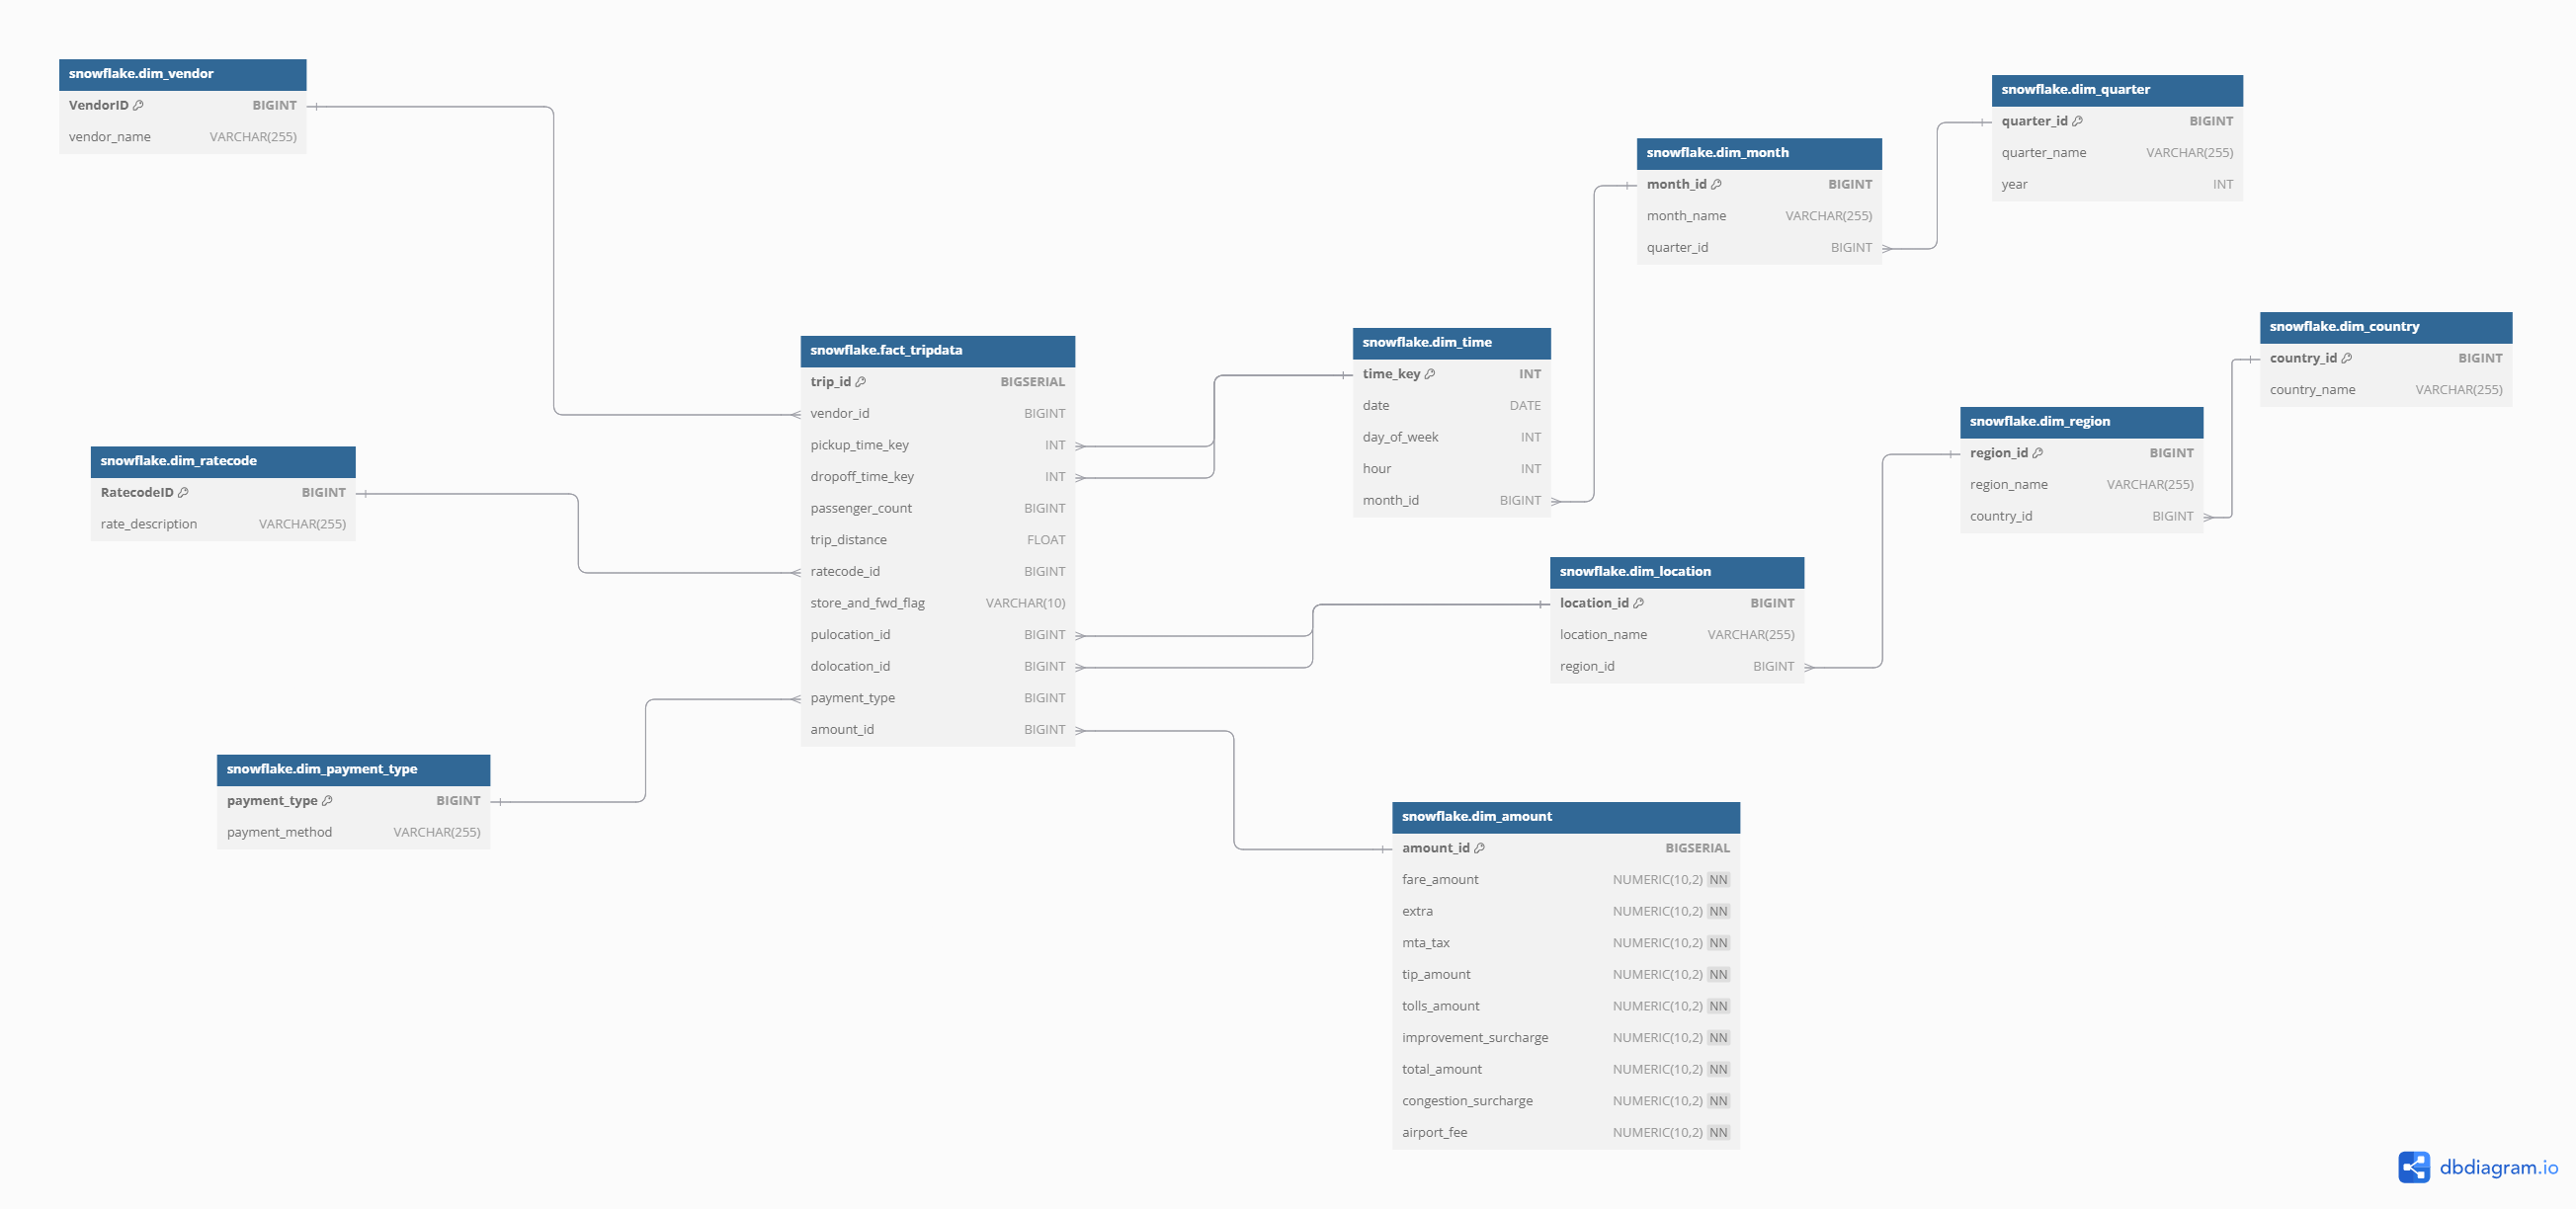 snowflake.dim_vendor
VendorID BIGINT
vendor_name VARCHAR(255)
snowflake.dim_ratecode
RatecodeID BIGINT
rate_description VARCHAR(255)
snowflake.dim_payment_type
payment_type BIGINT
payment_method VARCHAR(255)
snowflake.fact_tripdata
trip_id BIGSERIAL
vendor_id BIGINT
pickup_time_key INT
dropoff_time_key INT
passenger_count BIGINT
trip_distance FLOAT
ratecode_id BIGINT
store_and_fwd_flag VARCHAR(10)
pulocation_id BIGINT
dolocation_id BIGINT
payment_type BIGINT
amount_id BIGINT
snowflake.dim_time
time_key INT
date DATE
day_of_week INT
hour INT
month_id BIGINT
snowflake.dim_month
month_id BIGINT
month_name VARCHAR(255)
quarter_id BIGINT
snowflake.dim_quarter
quarter_id BIGINT
quarter_name VARCHAR(255)
year INT
snowflake.dim_location
location_id BIGINT
location_name VARCHAR(255)
region_id BIGINT
snowflake.dim_region
region_id BIGINT
region_name VARCHAR(255)
country_id BIGINT
snowflake.dim_country
country_id BIGINT
country_name VARCHAR(255)
snowflake.dim_amount
amount_id BIGSERIAL
fare_amount NUMERIC(10,2) NN
extra NUMERIC(10,2) NN
mta_tax NUMERIC(10,2) NN
tip_amount NUMERIC(10,2) NN
tolls_amount NUMERIC(10,2) NN
improvement_surcharge NUMERIC(10,2) NN
total_amount NUMERIC(10,2) NN
congestion_surcharge NUMERIC(10,2) NN
airport_fee NUMERIC(10,2) NN
dbdiagram.io